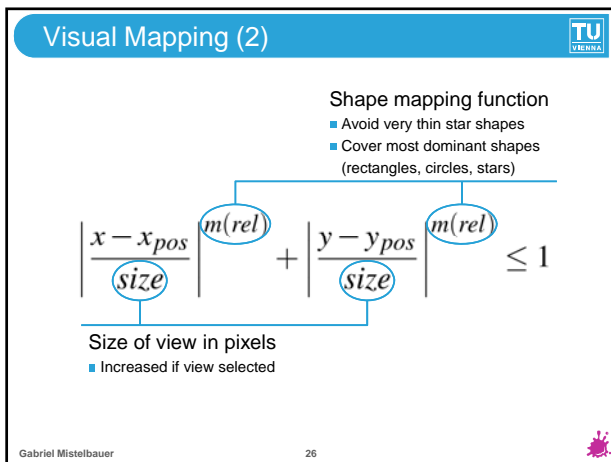 Visual Mapping (2)
TU
VIENNA
Shape mapping function
Avoid very thin star shapes
Cover most dominant shapes
(rectangles, circles, stars)
|x − x_pos / size|^m(rel) + |y − y_pos / size|^m(rel) ≤ 1
Size of view in pixels
Increased if view selected
Gabriel Mistelbauer 26